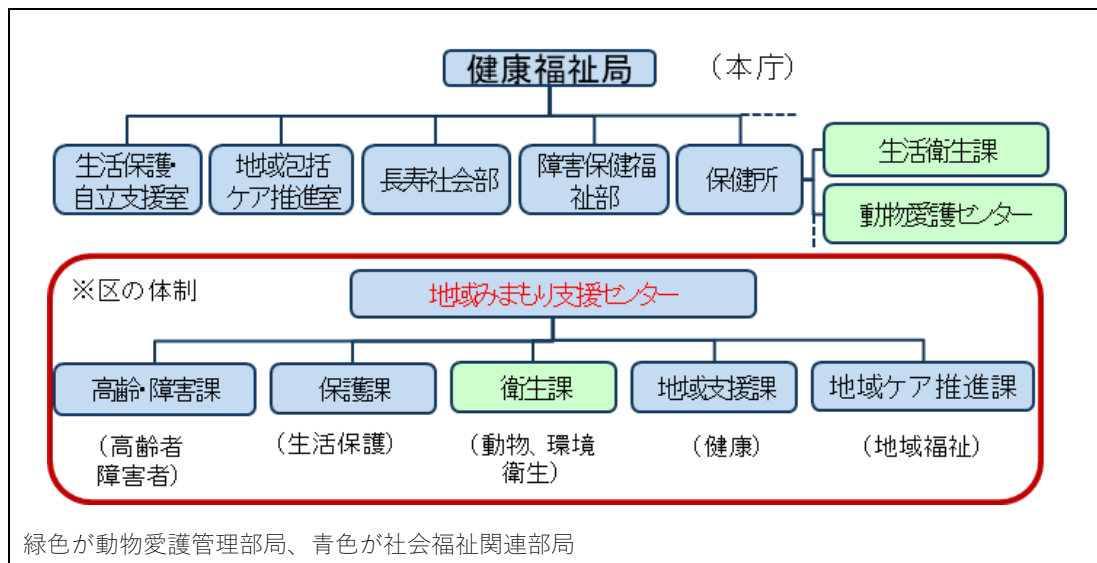 健康福祉局
(本庁)
生活保護・
自立支援室
地域包括
ケア推進室
長寿社会部
障害保健福
祉部
保健所
生活衛生課
動物愛護センター
※区の体制
地域みまもり支援センター
高齢・障害課
保護課
衛生課
地域支援課
地域ケア推進課
(高齢者
障害者)
(生活保護)
(動物、環境
衛生)
(健康)
(地域福祉)
緑色が動物愛護管理部局、青色が社会福祉関連部局